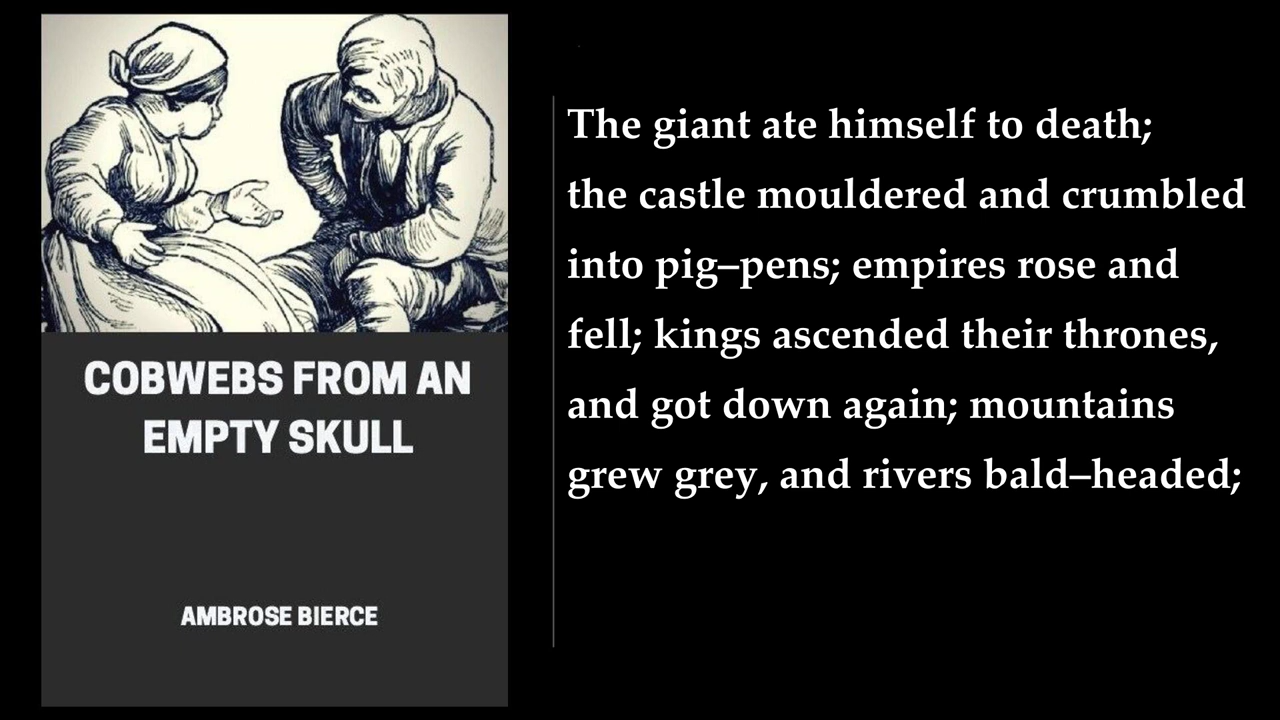 COBWEBS FROM AN
EMPTY SKULL
AMBROSE BIERCE
The giant ate himself to death;
the castle mouldered and crumbled
into pig–pens; empires rose and
fell; kings ascended their thrones,
and got down again; mountains
grew grey, and rivers bald–headed;